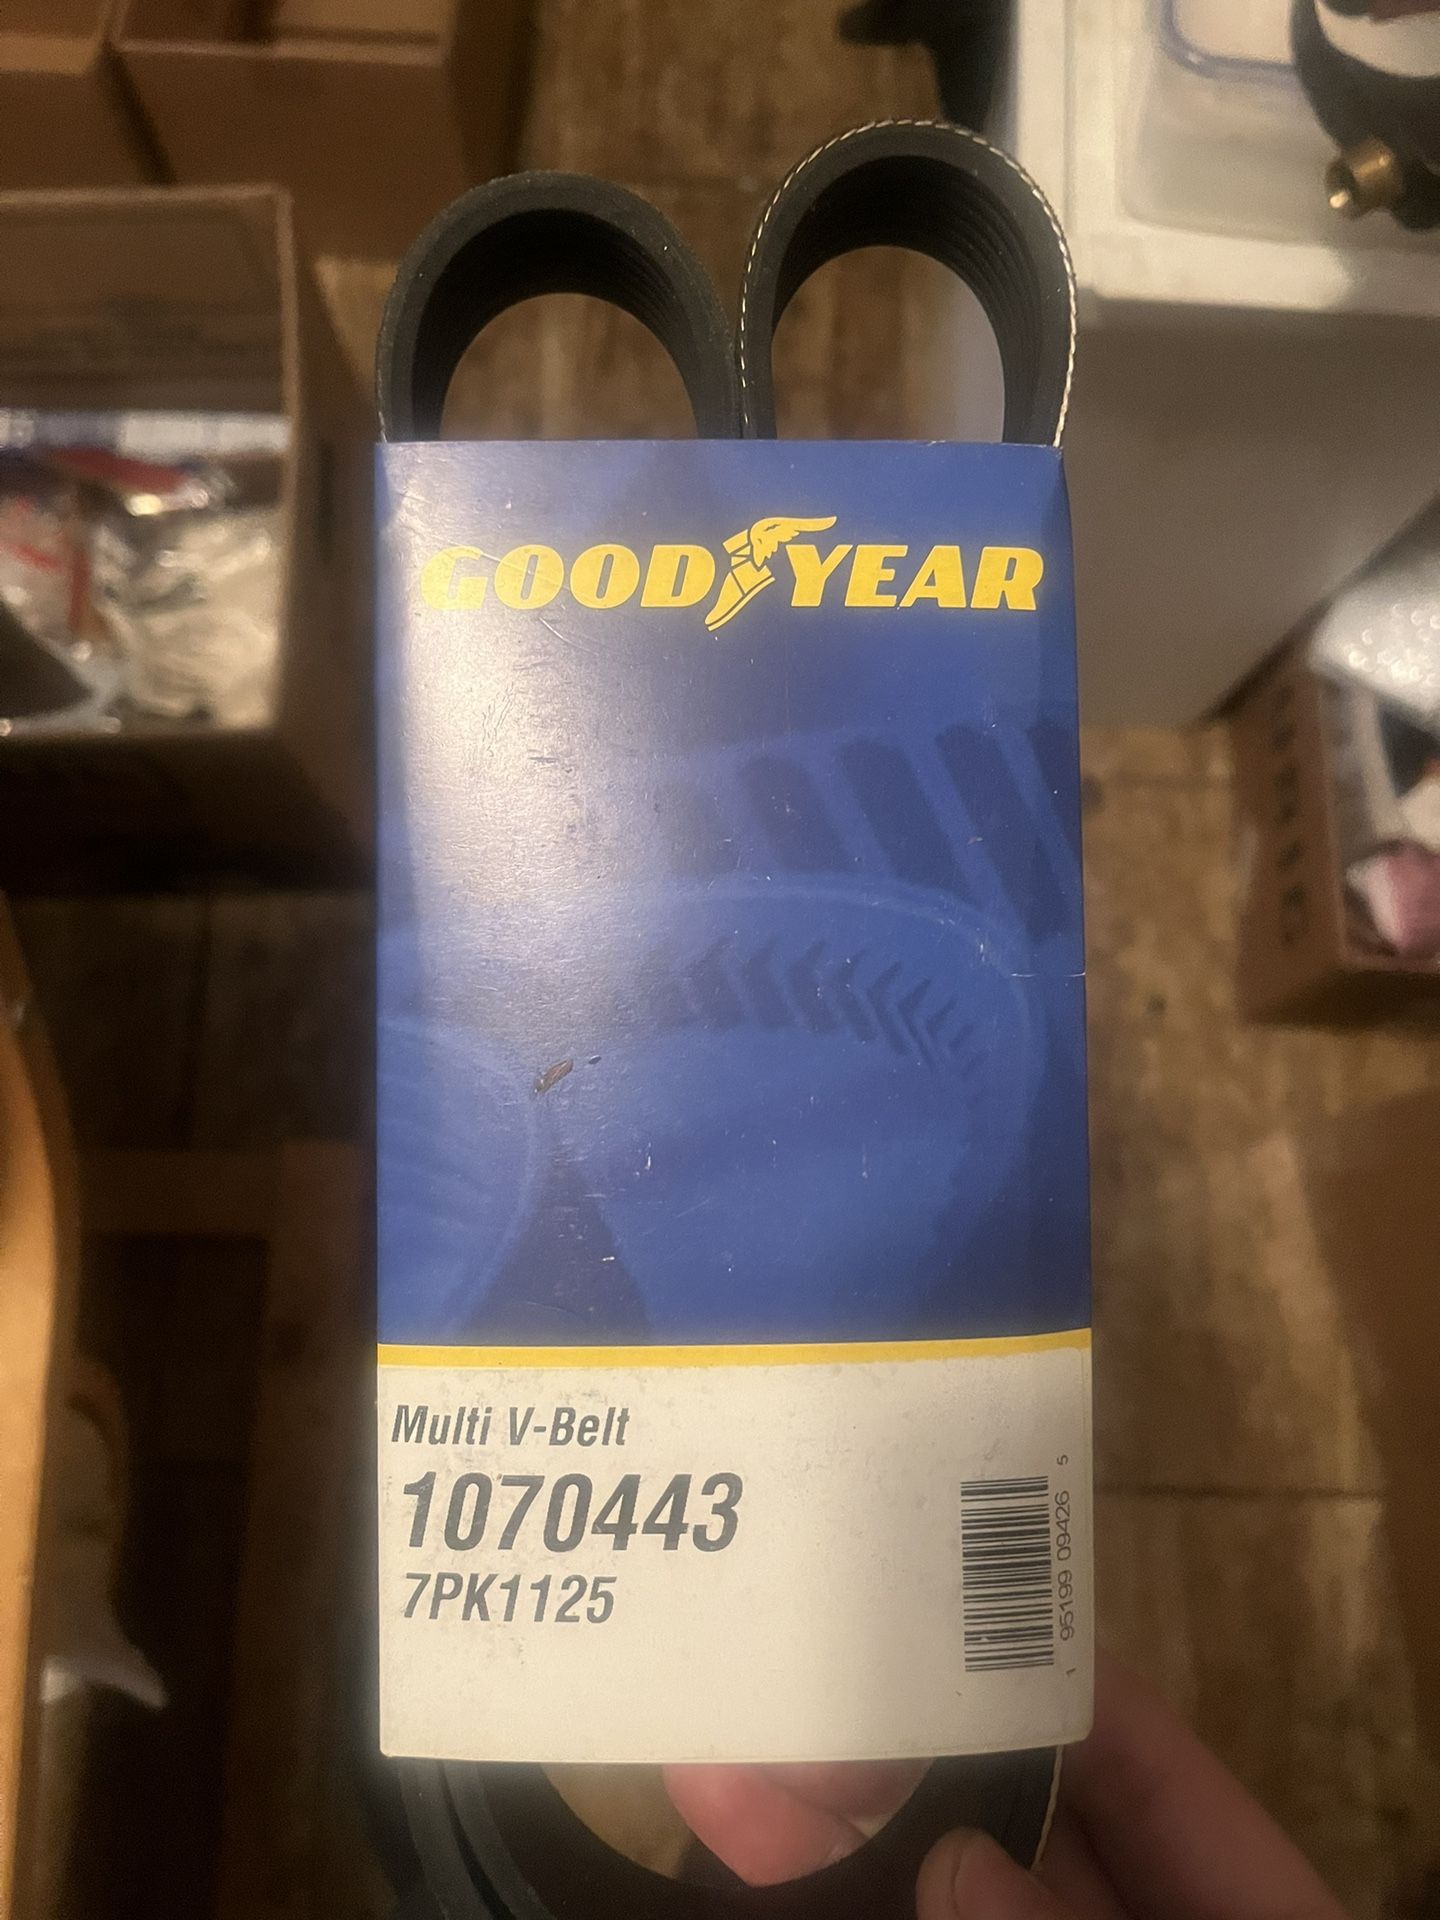 GOODYEAR
Multi V-Belt
1070443
7PK1125
1 95199 09426 5